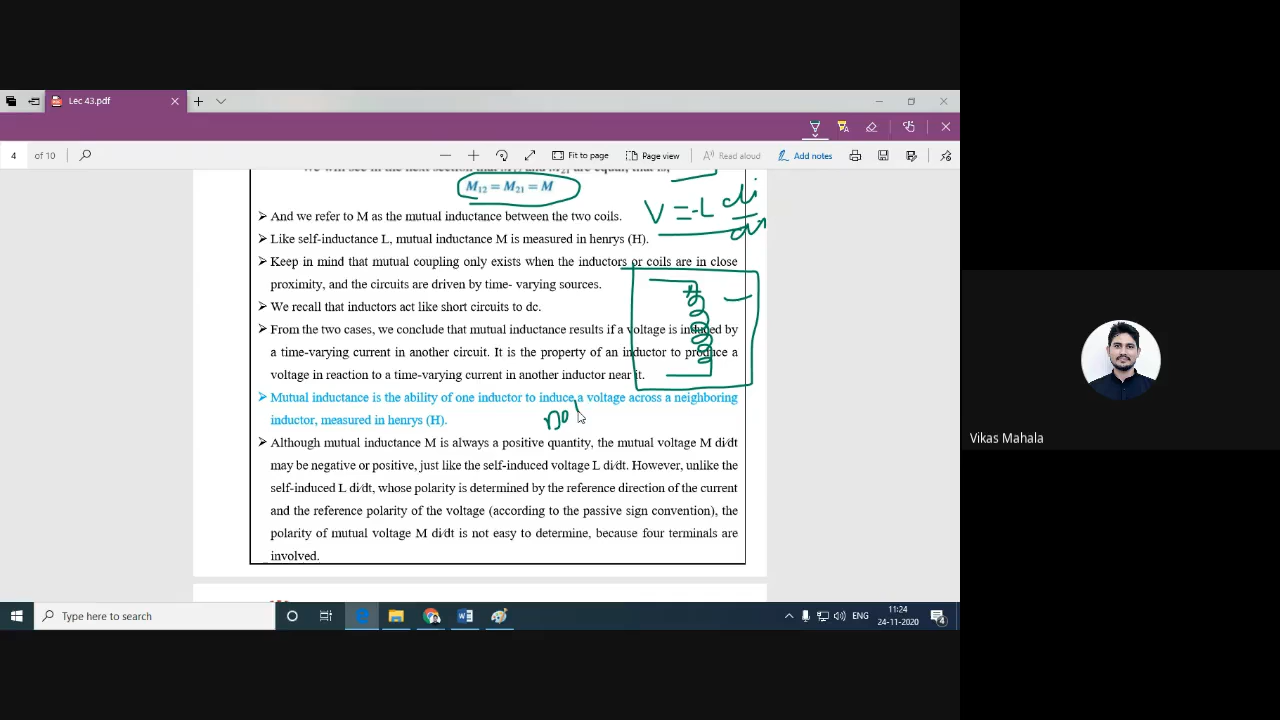 Lec 43.pdf
4 of 10
Fit to page
Page view
Read aloud
Add notes
M12 = M21 = M
V = -L di
➢ And we refer to M as the mutual inductance between the two coils.
➢ Like self-inductance L, mutual inductance M is measured in henrys (H).
➢ Keep in mind that mutual coupling only exists when the inductors or coils are in close
proximity, and the circuits are driven by time- varying sources.
➢ We recall that inductors act like short circuits to dc.
➢ From the two cases, we conclude that mutual inductance results if a voltage is induced by
a time-varying current in another circuit. It is the property of an inductor to produce a
voltage in reaction to a time-varying current in another inductor near it.
➢ Mutual inductance is the ability of one inductor to induce a voltage across a neighboring
inductor, measured in henrys (H).
➢ Although mutual inductance M is always a positive quantity, the mutual voltage M di∕dt
may be negative or positive, just like the self-induced voltage L di∕dt. However, unlike the
self-induced L di∕dt, whose polarity is determined by the reference direction of the current
and the reference polarity of the voltage (according to the passive sign convention), the
polarity of mutual voltage M di∕dt is not easy to determine, because four terminals are
involved.
Vikas Mahala
Type here to search
ENG
11:24
24-11-2020
4